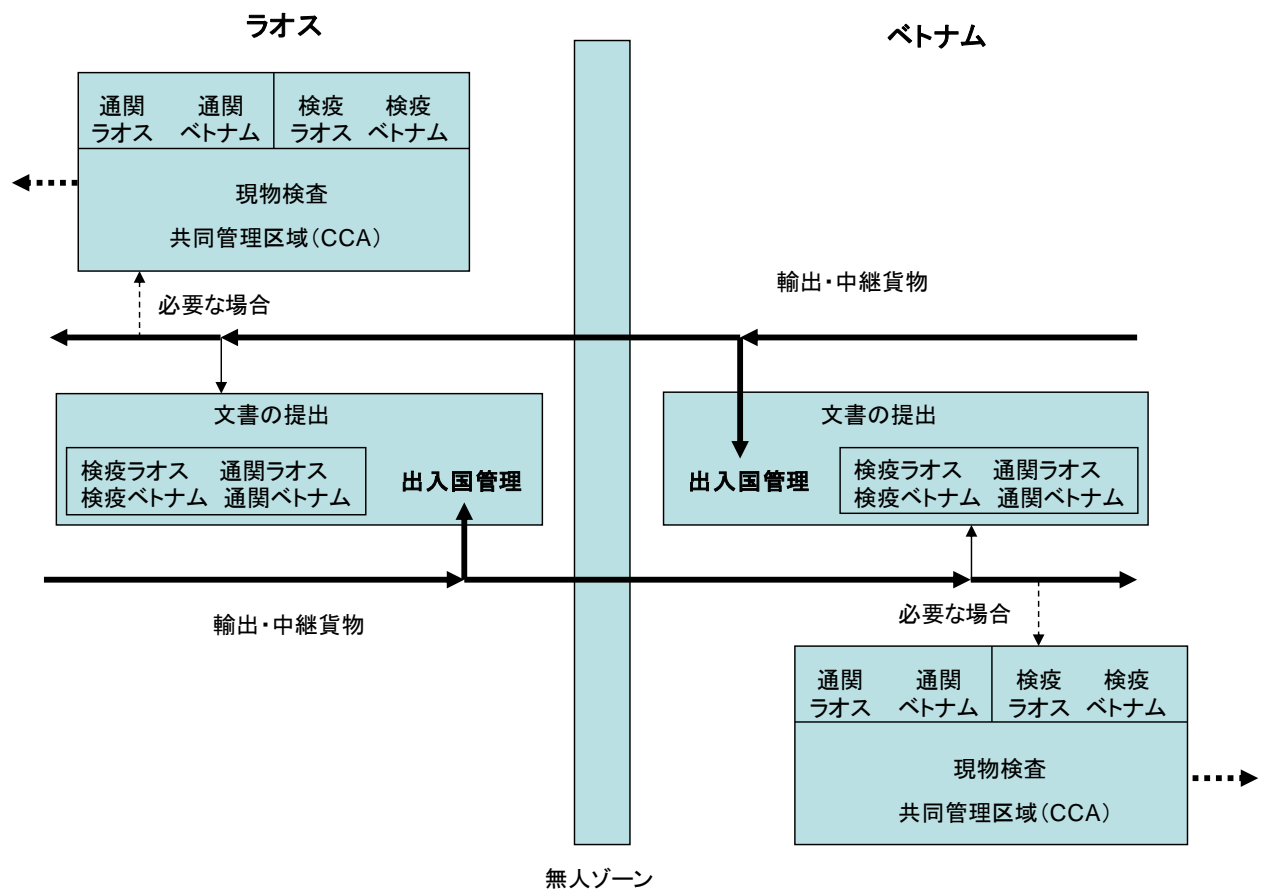 ラオス
ベトナム
通関 通関 検疫 検疫
ラオス ベトナム ラオス ベトナム
現物検査
共同管理区域(CCA)
必要な場合
輸出・中継貨物
文書の提出
検疫ラオス 通関ラオス
検疫ベトナム 通関ベトナム
出入国管理
文書の提出
出入国管理
検疫ラオス 通関ラオス
検疫ベトナム 通関ベトナム
輸出・中継貨物
必要な場合
通関 通関 検疫 検疫
ラオス ベトナム ラオス ベトナム
現物検査
共同管理区域(CCA)
無人ゾーン